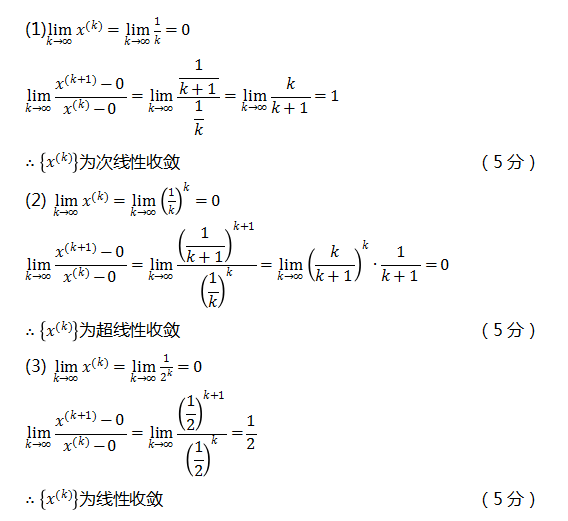 (1) $\lim_{k\to\infty} x^{(k)} = \lim_{k\to\infty} \frac{1}{k} = 0$
$\lim_{k\to\infty} \frac{x^{(k+1)}-0}{x^{(k)}-0} = \lim_{k\to\infty} \frac{\frac{1}{k+1}}{\frac{1}{k}} = \lim_{k\to\infty} \frac{k}{k+1} = 1$
∴ {$x^{(k)}$}为次线性收敛 （5分）
(2) $\lim_{k\to\infty} x^{(k)} = \lim_{k\to\infty} \left(\frac{1}{k}\right)^k = 0$
$\lim_{k\to\infty} \frac{x^{(k+1)}-0}{x^{(k)}-0} = \lim_{k\to\infty} \frac{\left(\frac{1}{k+1}\right)^{k+1}}{\left(\frac{1}{k}\right)^k} = \lim_{k\to\infty} \left(\frac{k}{k+1}\right)^k \cdot \frac{1}{k+1} = 0$
∴ {$x^{(k)}$}为超线性收敛 （5分）
(3) $\lim_{k\to\infty} x^{(k)} = \lim_{k\to\infty} \frac{1}{2^k} = 0$
$\lim_{k\to\infty} \frac{x^{(k+1)}-0}{x^{(k)}-0} = \lim_{k\to\infty} \frac{\left(\frac{1}{2}\right)^{k+1}}{\left(\frac{1}{2}\right)^k} = \frac{1}{2}$
∴ {$x^{(k)}$}为线性收敛 （5分）